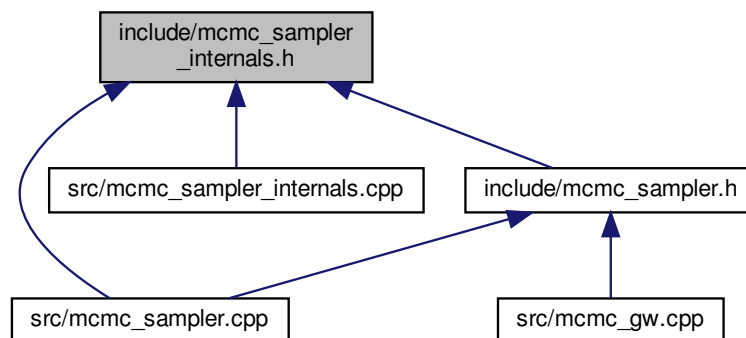 include/mcmc_sampler
_internals.h
src/mcmc_sampler_internals.cpp
include/mcmc_sampler.h
src/mcmc_sampler.cpp
src/mcmc_gw.cpp